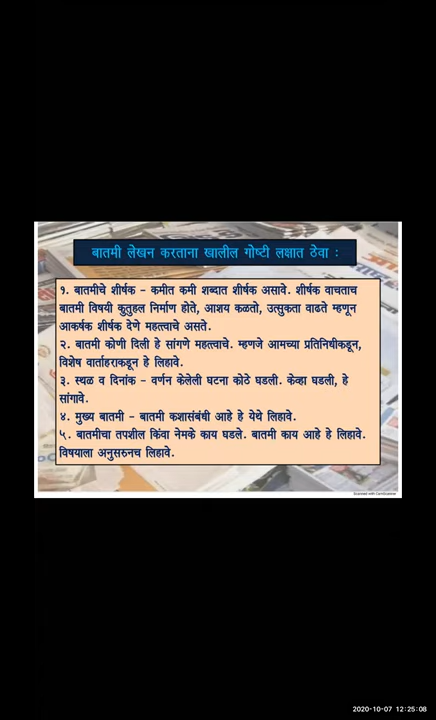 बातमी लेखन करताना खालील गोष्टी लक्षात ठेवा :
१. बातमीचे शीर्षक - कमीत कमी शब्दात शीर्षक असावे. शीर्षक वाचताच
बातमी विषयी कुतुहल निर्माण होते, आशय कळतो, उत्सुकता वाढते म्हणून
आकर्षक शीर्षक देणे महत्वाचे असते.
२. बातमी कोणी दिली हे सांगणे महत्वाचे. म्हणजे आमच्या प्रतिनिधीकडून,
विशेष वार्ताहराकडून हे लिहावे.
३. स्थळ व दिनांक - वर्णन केलेली घटना कोठे घडली. केव्हा घडली, हे
सांगावे.
४. मुख्य बातमी - बातमी कशासंबंधी आहे हे येथे लिहावे.
५. बातमीचा तपशील किंवा नेमके काय घडले. बातमी काय आहे हे लिहावे.
विषयाला अनुसरुनच लिहावे.
Scanned with CamScanner
2020-10-07 12:25:08